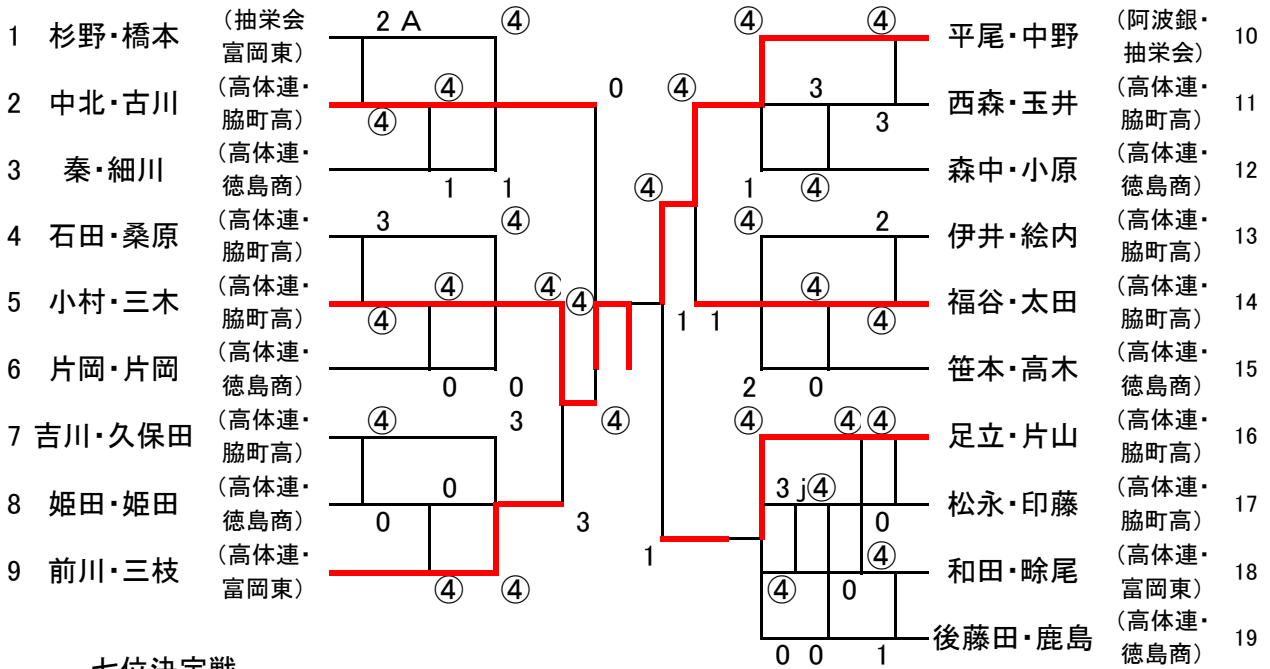 1 杉野・橋本 (抽栄会
富岡東)
2 中北・古川 (高体連・
脇町高)
3 秦・細川 (高体連・
徳島商)
4 石田・桑原 (高体連・
脇町高)
5 小村・三木 (高体連・
脇町高)
6 片岡・片岡 (高体連・
徳島商)
7 吉川・久保田 (高体連・
脇町高)
8 姫田・姫田 (高体連・
徳島商)
9 前川・三枝 (高体連・
富岡東)
2 A ④
④ 0
④
1 1
3 ④
④ ④ ④
④
0 0
④ 3 ④
0
0 3
④ ④
④ ④
④ 3
3
④ 1 ④
④ 2
④
1 1 ④
2 0
④ ④ ④
3 j ④
0
1 ④
④ 0
0 0 1
平尾・中野 (阿波銀・
抽栄会) 10
西森・玉井 (高体連・
脇町高) 11
森中・小原 (高体連・
徳島商) 12
伊井・絵内 (高体連・
脇町高) 13
福谷・太田 (高体連・
脇町高) 14
笹本・高木 (高体連・
徳島商) 15
足立・片山 (高体連・
脇町高) 16
松永・印藤 (高体連・
脇町高) 17
和田・畭尾 (高体連・
富岡東) 18
後藤田・鹿島 (高体連・
徳島商) 19